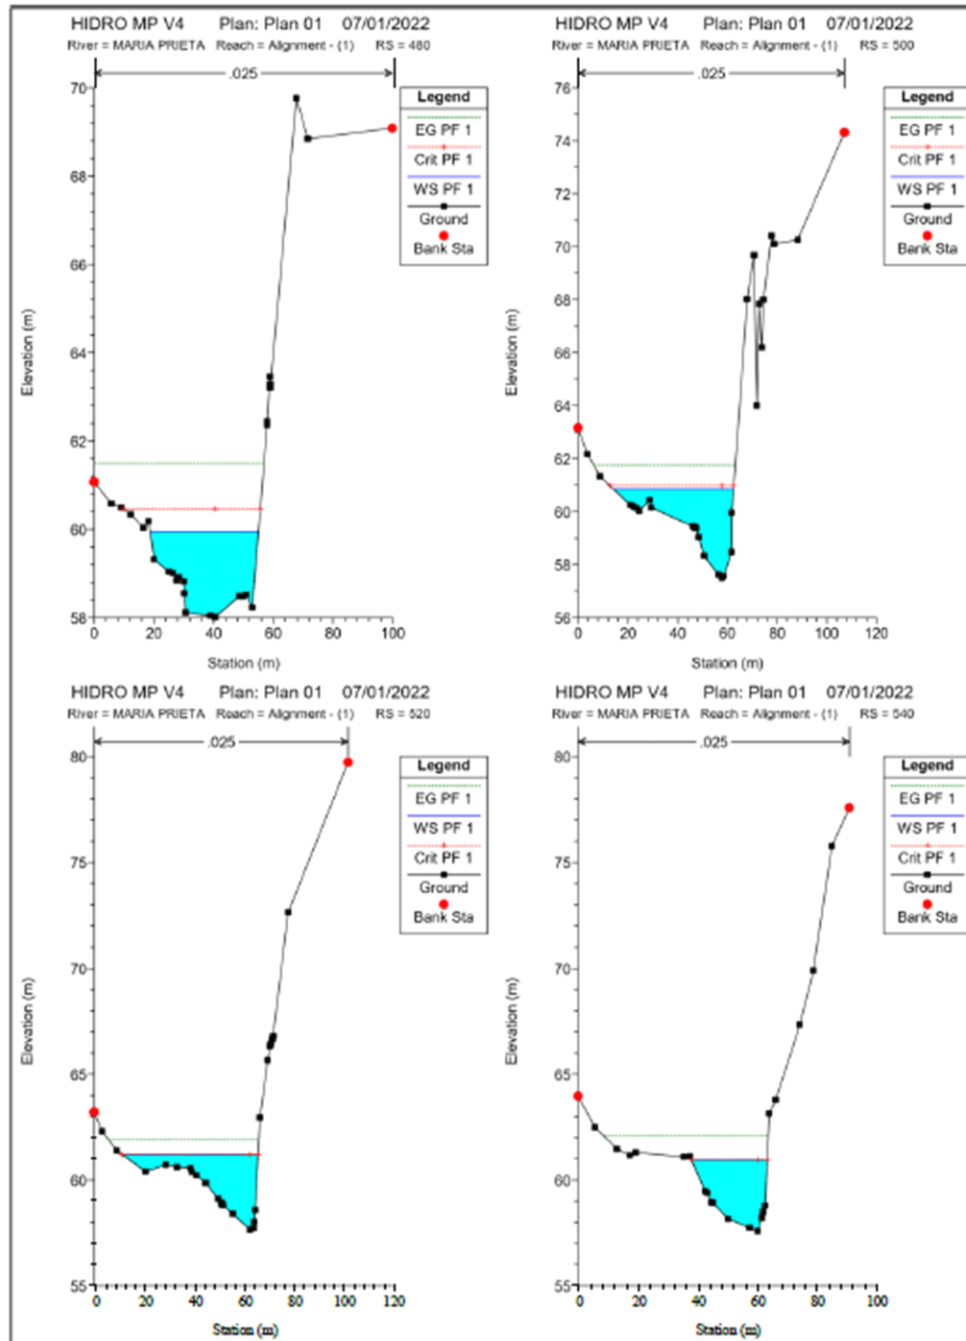 HIDRO MP V4 Plan: Plan 01 07/01/2022
River = MARIA PRIETA Reach = Alignment - (1) RS = 480
.025
Legend
EG PF 1
Crit PF 1
WS PF 1
Ground
Bank Sta
70
68
66
64
62
60
58
Elevation (m)
0 20 40 60 80 100
Station (m)
HIDRO MP V4 Plan: Plan 01 07/01/2022
River = MARIA PRIETA Reach = Alignment - (1) RS = 500
.025
Legend
EG PF 1
Crit PF 1
WS PF 1
Ground
Bank Sta
76
74
72
70
68
66
64
62
60
58
56
Elevation (m)
0 20 40 60 80 100 120
Station (m)
HIDRO MP V4 Plan: Plan 01 07/01/2022
River = MARIA PRIETA Reach = Alignment - (1) RS = 520
.025
Legend
EG PF 1
WS PF 1
Crit PF 1
Ground
Bank Sta
80
75
70
65
60
55
Elevation (m)
0 20 40 60 80 100 120
Station (m)
HIDRO MP V4 Plan: Plan 01 07/01/2022
River = MARIA PRIETA Reach = Alignment - (1) RS = 540
.025
Legend
EG PF 1
WS PF 1
Crit PF 1
Ground
Bank Sta
80
75
70
65
60
55
Elevation (m)
0 20 40 60 80 100
Station (m)